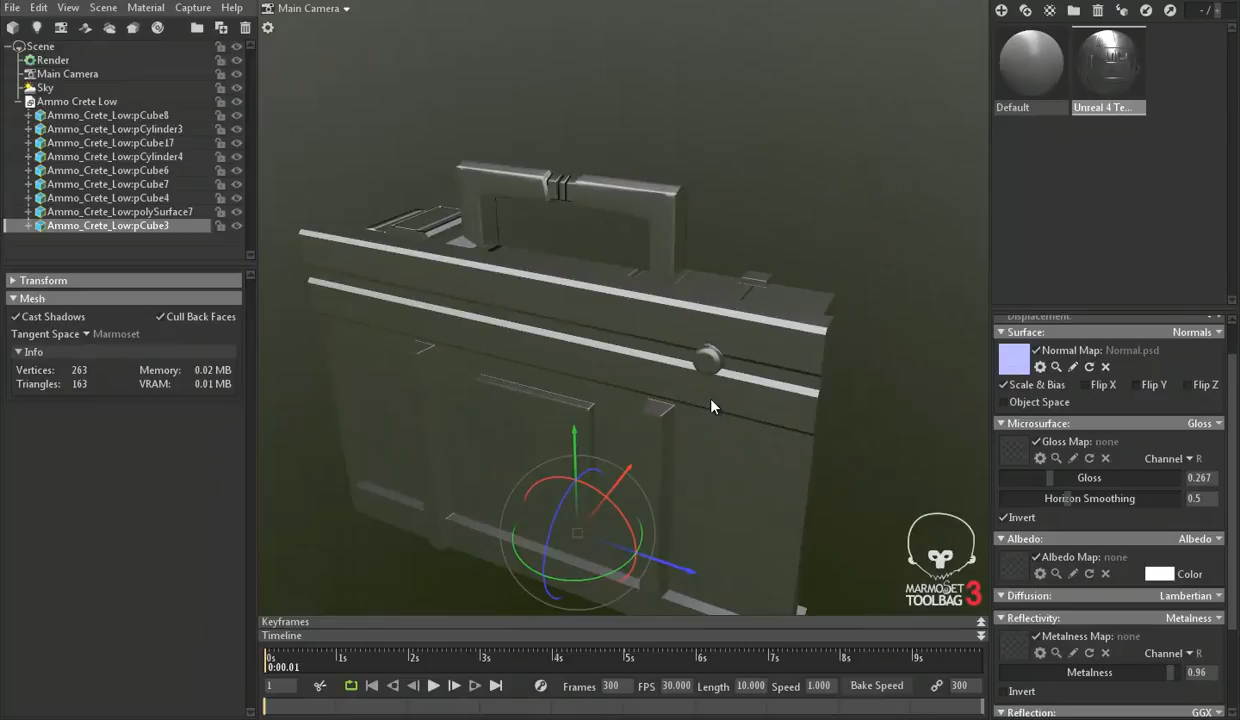 File Edit View Scene Material Capture Help
Main Camera
- / +
Scene
Render
Main Camera
Sky
Ammo Crete Low
Ammo_Crete_Low:pCube8
Ammo_Crete_Low:pCylinder3
Ammo_Crete_Low:pCube17
Ammo_Crete_Low:pCylinder4
Ammo_Crete_Low:pCube6
Ammo_Crete_Low:pCube7
Ammo_Crete_Low:pCube4
Ammo_Crete_Low:polySurface7
Ammo_Crete_Low:pCube3
Transform
Mesh
Cast Shadows Cull Back Faces
Tangent Space Marmoset
Info
Vertices: 263 Memory: 0.02 MB
Triangles: 163 VRAM: 0.01 MB
Default Unreal 4 Te...
Displacement:
Surface: Normals
Normal Map: Normal.psd
Scale & Bias Flip X Flip Y Flip Z
Object Space
Microsurface: Gloss
Gloss Map: none
Channel R
Gloss 0.267
Horizon Smoothing 0.5
Invert
Albedo: Albedo
Albedo Map: none
Color
Diffusion: Lambertian
Reflectivity: Metalness
Metalness Map: none
Channel R
Metalness 0.96
Invert
Reflection: GGX
MARMOSET
TOOLBAG 3
Keyframes
Timeline
0s 1s 2s 3s 4s 5s 6s 7s 8s 9s
0:00.01
1 Frames 300 FPS 30.000 Length 10.000 Speed 1.000 Bake Speed 300